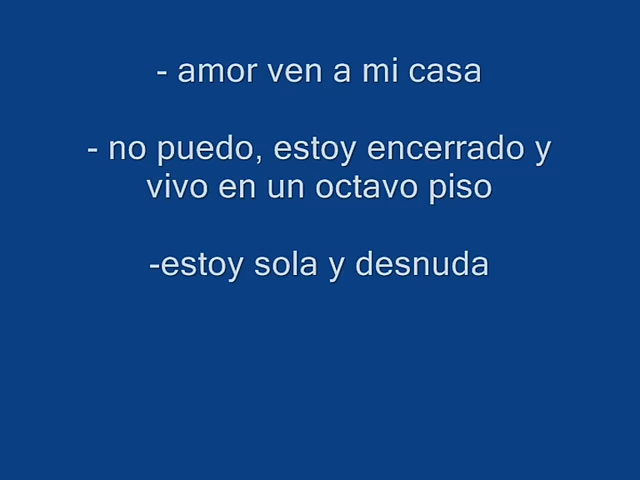 - amor ven a mi casa
- no puedo, estoy encerrado y
vivo en un octavo piso
-estoy sola y desnuda